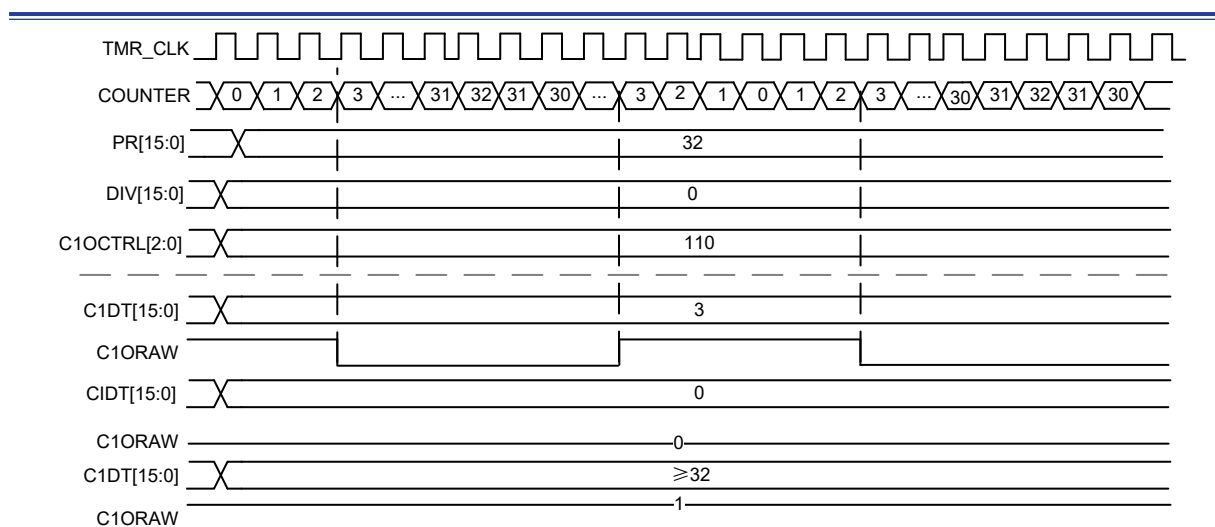 TMR_CLK
COUNTER 0 1 2 3 ... 31 32 31 30 ... 3 2 1 0 1 2 3 ... 30 31 32 31 30
PR[15:0] 32
DIV[15:0] 0
C1OCTRL[2:0] 110
C1DT[15:0] 3
C1ORAW
CIDT[15:0] 0
C1ORAW 0
C1DT[15:0] ≥32
C1ORAW 1